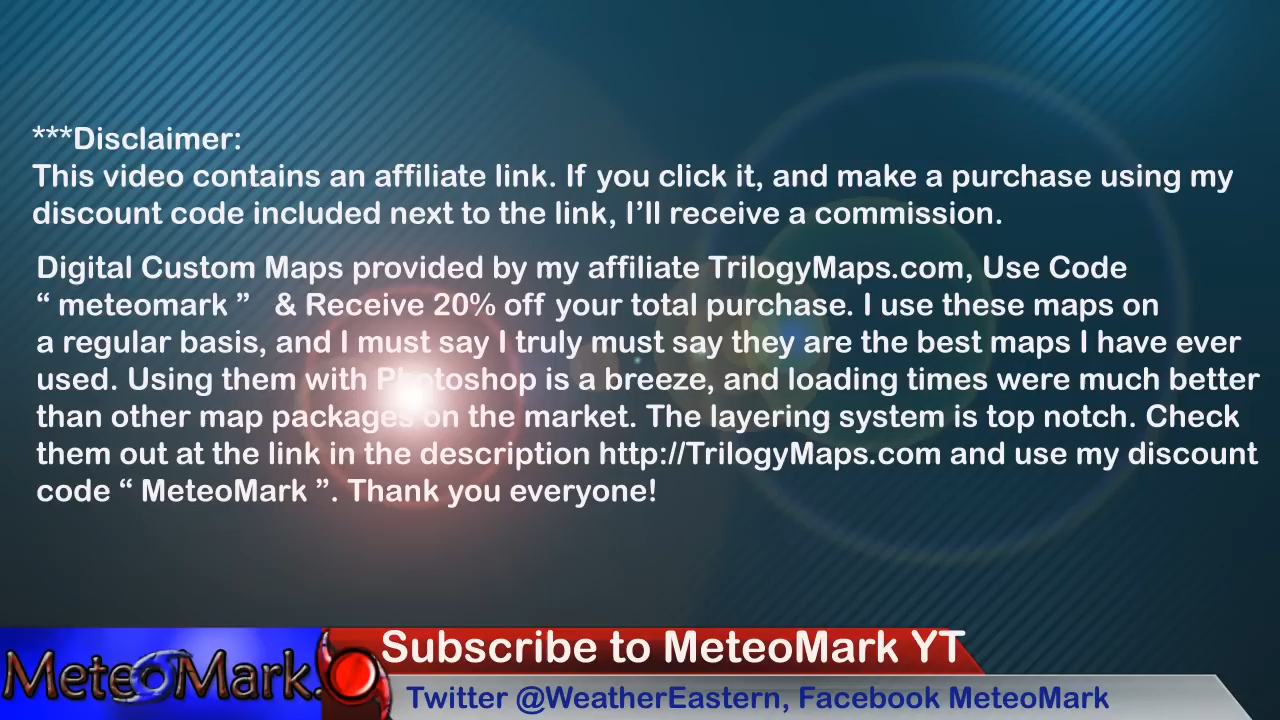 ***Disclaimer:
This video contains an affiliate link. If you click it, and make a purchase using my
discount code included next to the link, I’ll receive a commission.
Digital Custom Maps provided by my affiliate TrilogyMaps.com, Use Code
“ meteomark ”   & Receive 20% off your total purchase. I use these maps on
a regular basis, and I must say I truly must say they are the best maps I have ever
used. Using them with Photoshop is a breeze, and loading times were much better
than other map packages on the market. The layering system is top notch. Check
them out at the link in the description http://TrilogyMaps.com and use my discount
code “ MeteoMark ”. Thank you everyone!
Subscribe to MeteoMark YT
MeteoMark.
Twitter @WeatherEastern, Facebook MeteoMark